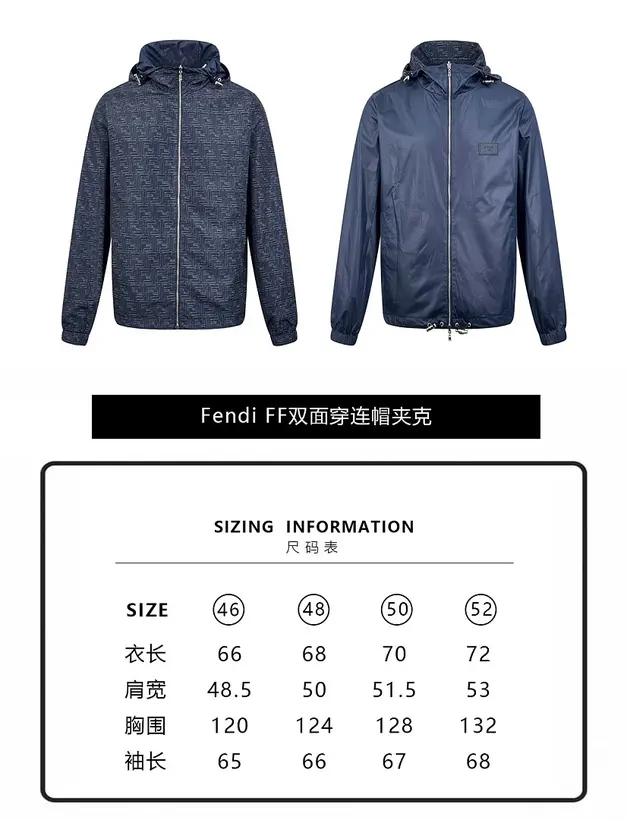 Fendi FF双面穿连帽夹克
SIZING INFORMATION
尺码表
SIZE 46 48 50 52
衣长 66 68 70 72
肩宽 48.5 50 51.5 53
胸围 120 124 128 132
袖长 65 66 67 68